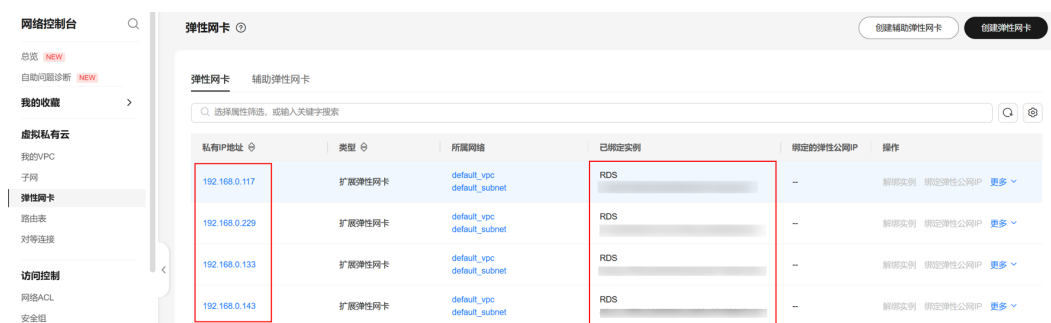 网络控制台
总览 NEW
自助问题诊断 NEW
我的收藏
虚拟私有云
我的VPC
子网
弹性网卡
路由表
对等连接
访问控制
网络ACL
安全组
弹性网卡
创建辅助弹性网卡
创建弹性网卡
弹性网卡 辅助弹性网卡
选择属性筛选，或输入关键字搜索
私有IP地址 类型 所属网络 已绑定实例 绑定的弹性公网IP 操作
192.168.0.117 扩展弹性网卡 default_vpc RDS -- 解绑实例 绑定弹性公网IP 更多
default_subnet
192.168.0.229 扩展弹性网卡 default_vpc RDS -- 解绑实例 绑定弹性公网IP 更多
default_subnet
192.168.0.133 扩展弹性网卡 default_vpc RDS -- 解绑实例 绑定弹性公网IP 更多
default_subnet
192.168.0.143 扩展弹性网卡 default_vpc RDS -- 解绑实例 绑定弹性公网IP 更多
default_subnet